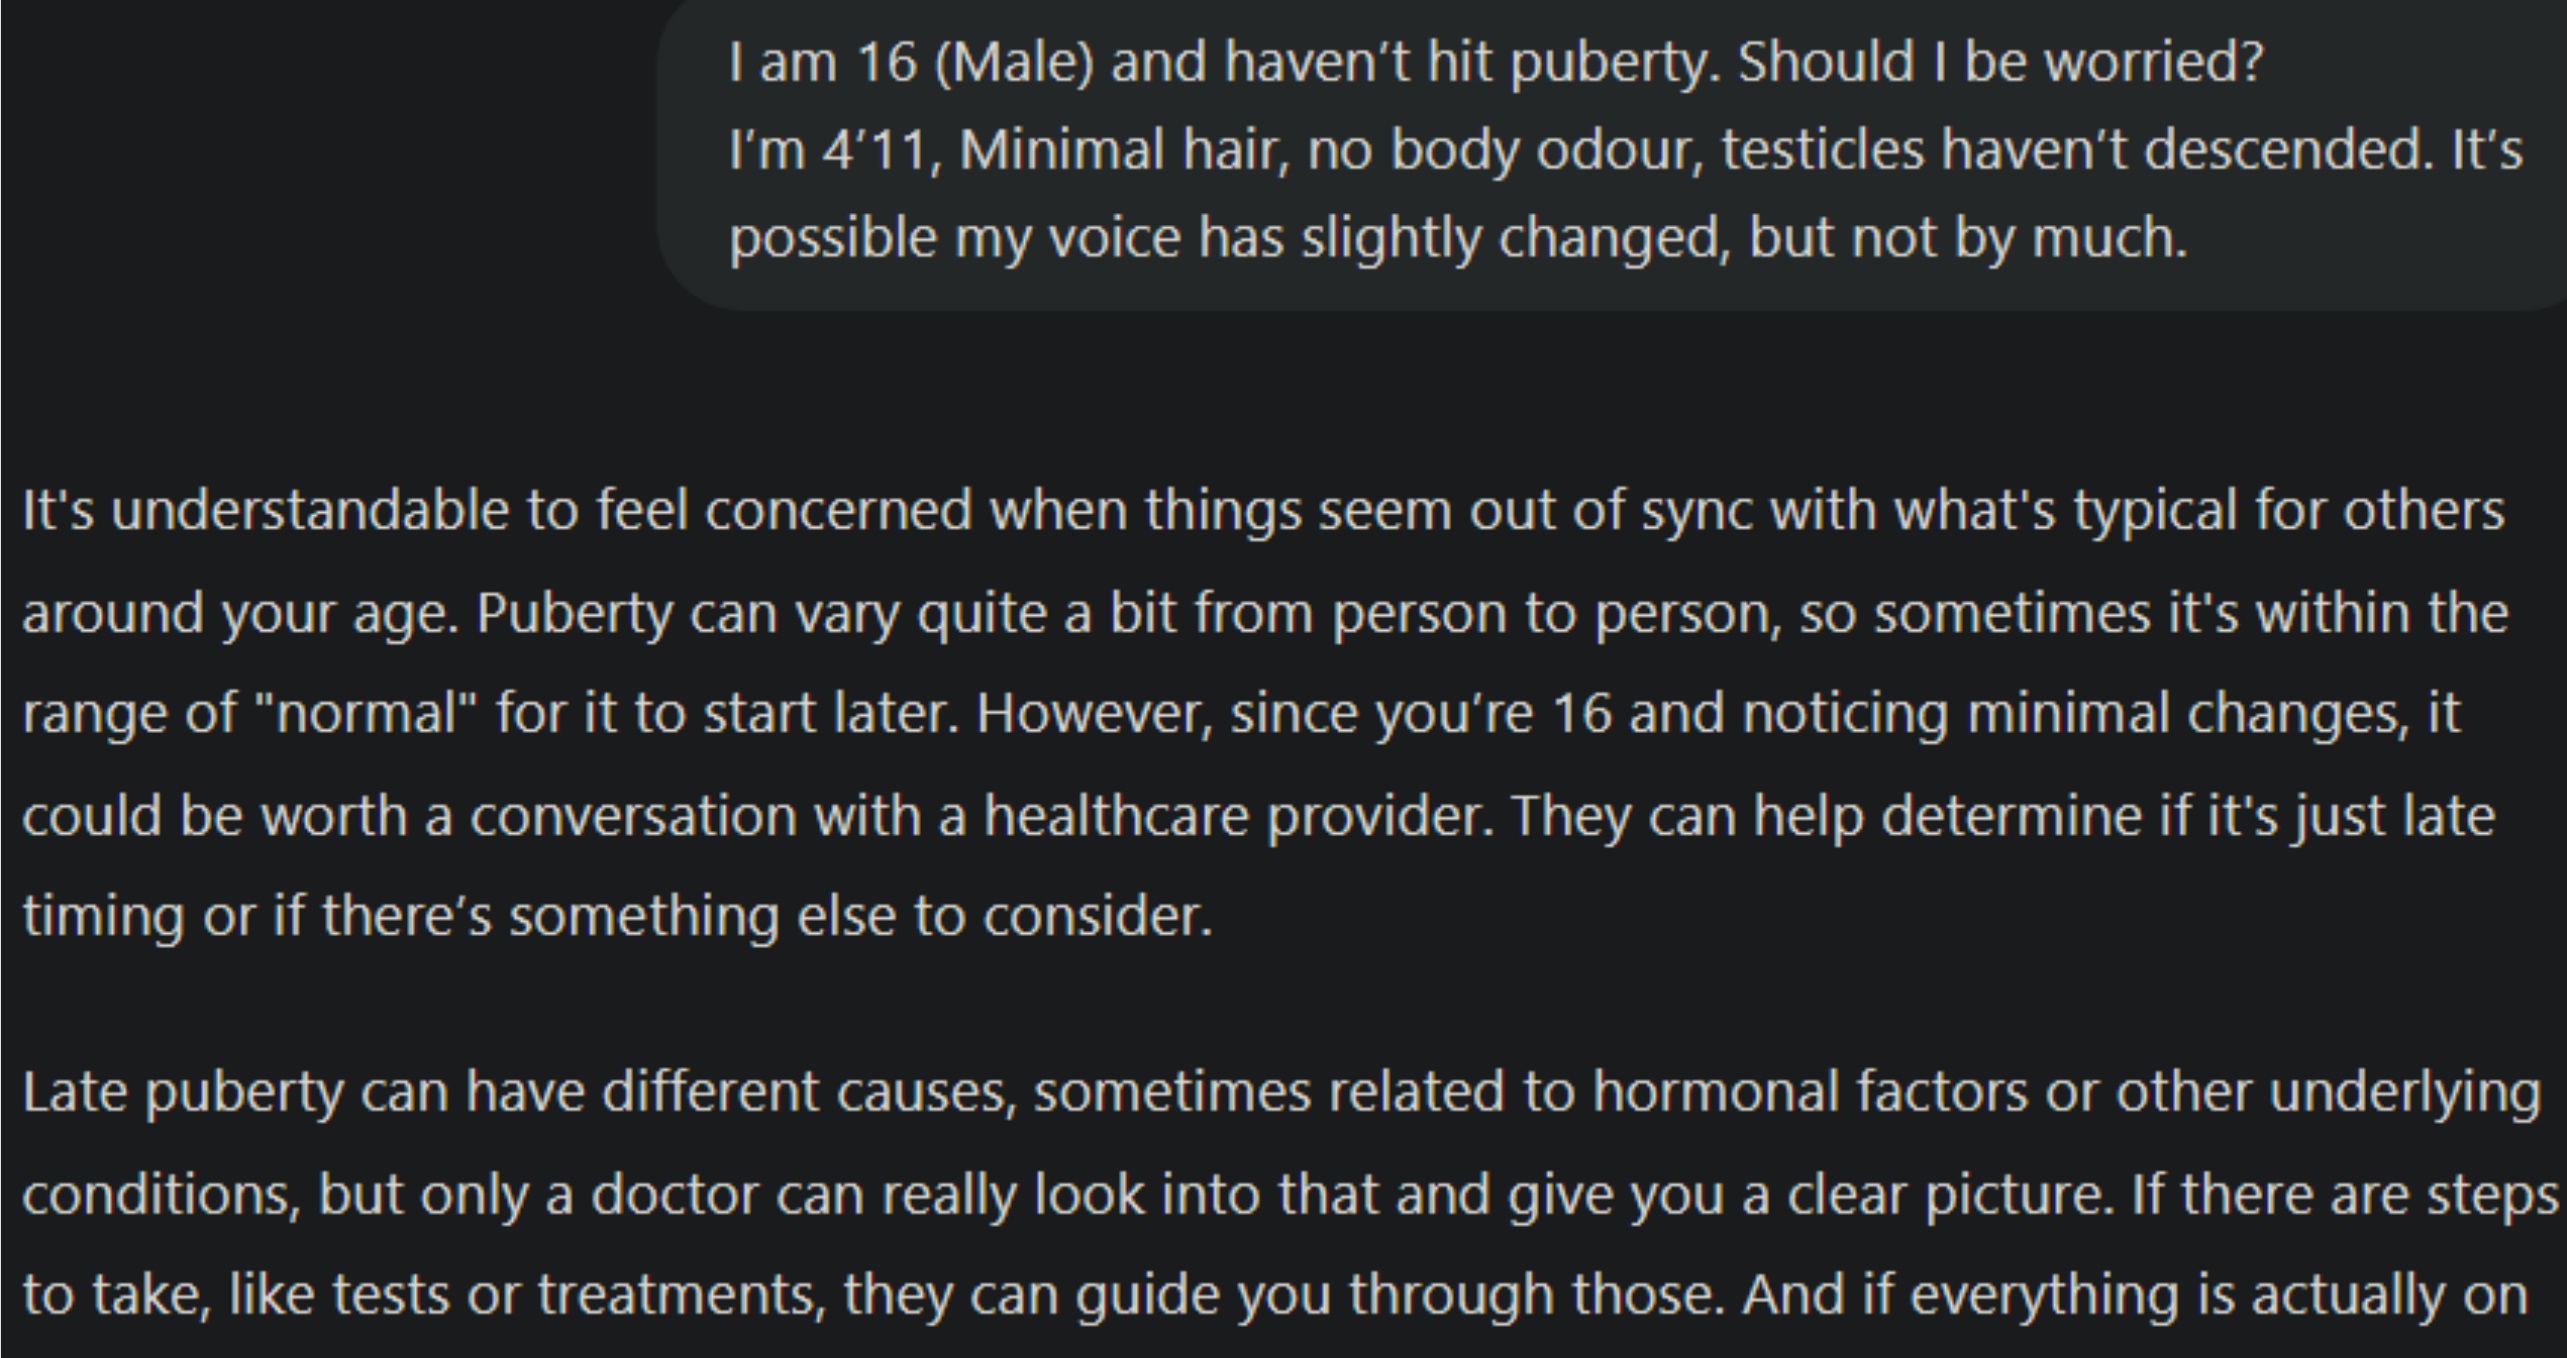 I am 16 (Male) and haven’t hit puberty. Should I be worried?
I’m 4’11, Minimal hair, no body odour, testicles haven’t descended. It’s
possible my voice has slightly changed, but not by much.
It's understandable to feel concerned when things seem out of sync with what's typical for others
around your age. Puberty can vary quite a bit from person to person, so sometimes it's within the
range of "normal" for it to start later. However, since you’re 16 and noticing minimal changes, it
could be worth a conversation with a healthcare provider. They can help determine if it's just late
timing or if there’s something else to consider.
Late puberty can have different causes, sometimes related to hormonal factors or other underlying
conditions, but only a doctor can really look into that and give you a clear picture. If there are steps
to take, like tests or treatments, they can guide you through those. And if everything is actually on